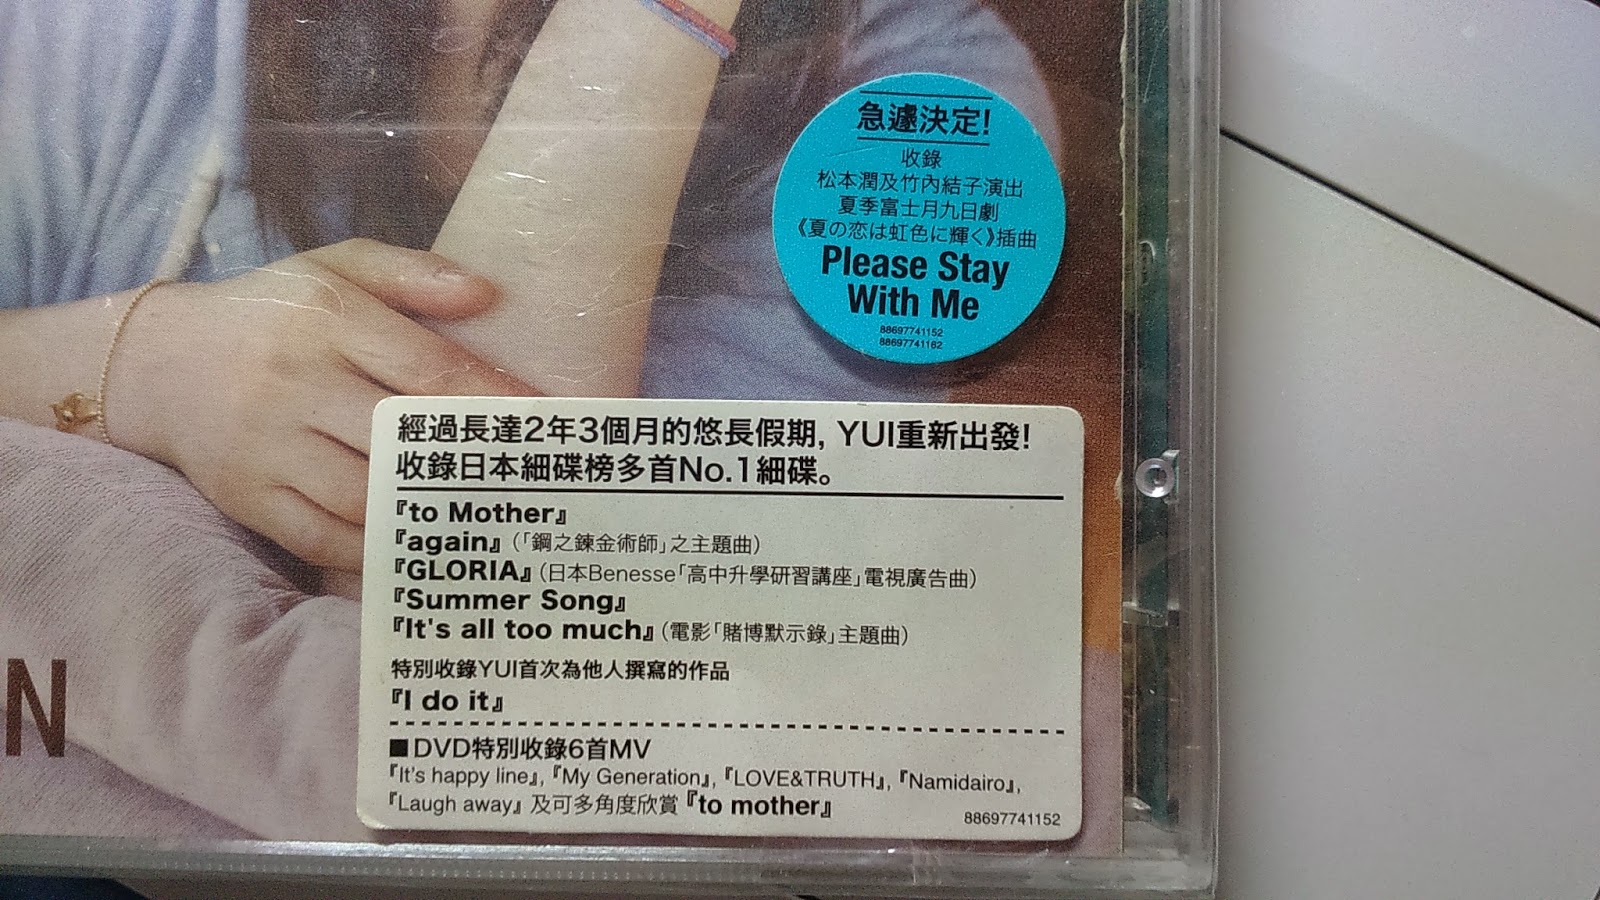 急遽決定!
收錄
松本潤及竹內結子演出
夏季富士月九日劇
《夏の恋は虹色に輝く》插曲
Please Stay
With Me
88697741152
88697741162
經過長達2年3個月的悠長假期, YUI重新出發!
收錄日本細碟榜多首No.1細碟。
『to Mother』
『again』(「鋼之鍊金術師」之主題曲)
『GLORIA』(日本Benesse「高中升學研習講座」電視廣告曲)
『Summer Song』
『It's all too much』(電影「賭博默示錄」主題曲)
特別收錄YUI首次為他人撰寫的作品
『I do it』
■DVD特別收錄6首MV
『It's happy line』, 『My Generation』, 『LOVE&TRUTH』, 『Namidairo』,
『Laugh away』 及可多角度欣賞『to mother』
88697741152
N